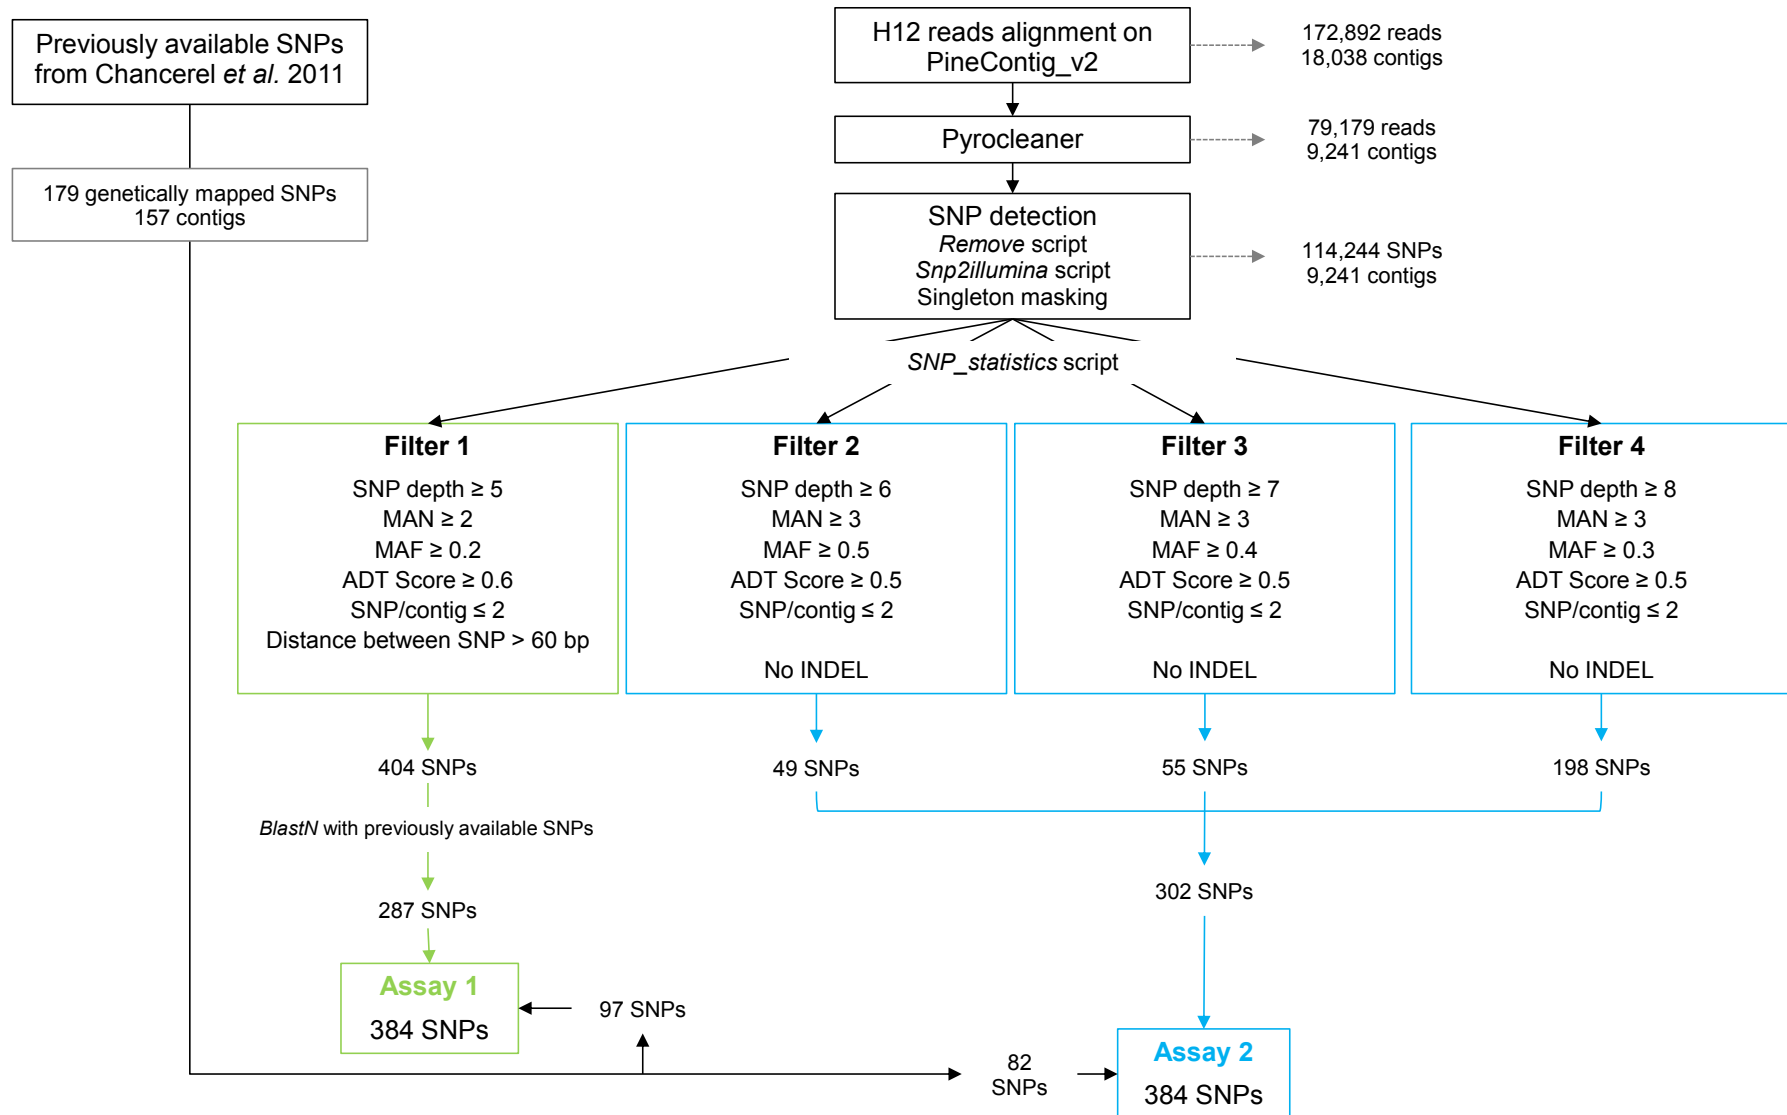 Previously available SNPs
from Chancerel et al. 2011
179 genetically mapped SNPs
157 contigs
H12 reads alignment on
PineContig_v2
172,892 reads
18,038 contigs
Pyrocleaner
79,179 reads
9,241 contigs
SNP detection
Remove script
Snp2illumina script
Singleton masking
114,244 SNPs
9,241 contigs
SNP_statistics script
Filter 1
SNP depth ≥ 5
MAN ≥ 2
MAF ≥ 0.2
ADT Score ≥ 0.6
SNP/contig ≤ 2
Distance between SNP > 60 bp
Filter 2
SNP depth ≥ 6
MAN ≥ 3
MAF ≥ 0.5
ADT Score ≥ 0.5
SNP/contig ≤ 2
No INDEL
Filter 3
SNP depth ≥ 7
MAN ≥ 3
MAF ≥ 0.4
ADT Score ≥ 0.5
SNP/contig ≤ 2
No INDEL
Filter 4
SNP depth ≥ 8
MAN ≥ 3
MAF ≥ 0.3
ADT Score ≥ 0.5
SNP/contig ≤ 2
No INDEL
404 SNPs
49 SNPs
55 SNPs
198 SNPs
BlastN with previously available SNPs
287 SNPs
302 SNPs
Assay 1
384 SNPs
97 SNPs
82
SNPs
Assay 2
384 SNPs